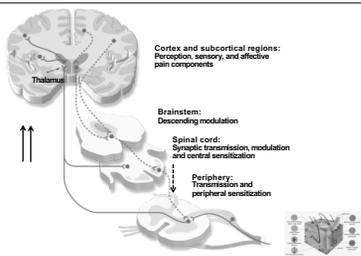 Cortex and subcortical regions:
Perception, sensory, and affective
pain components
Thalamus
Brainstem:
Descending modulation
Spinal cord:
Synaptic transmission, modulation
and central sensitization
Periphery:
Transmission and
peripheral sensitization